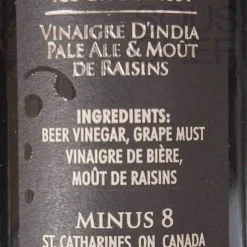 VINAIGRE D'INDIA
PALE ALE & MOÛT
DE RAISINS
INGREDIENTS:
BEER VINEGAR, GRAPE MUST
VINAIGRE DE BIÈRE,
MOÛT DE RAISINS
MINUS 8
ST. CATHARINES, ON, CANADA